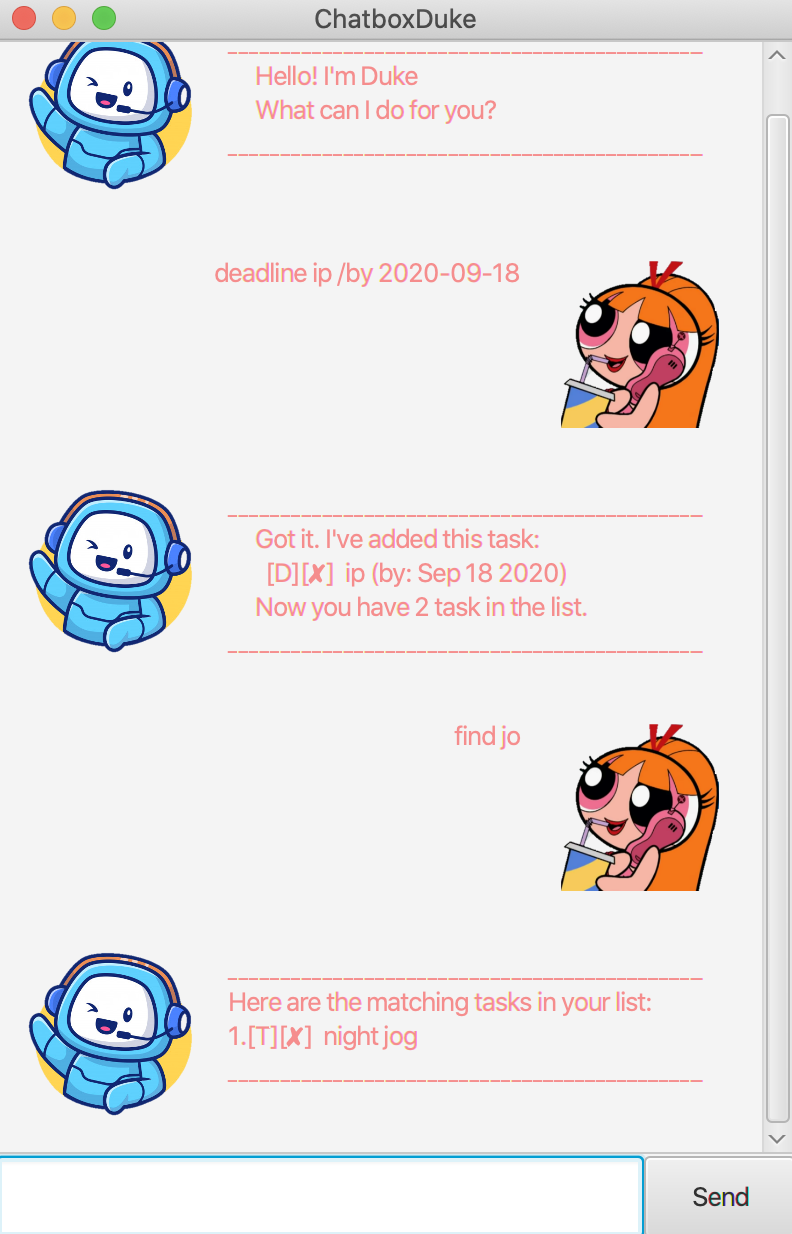 ChatboxDuke
____________________________________________
Hello! I'm Duke
What can I do for you?
____________________________________________
deadline ip /by 2020-09-18
____________________________________________
Got it. I've added this task:
[D][✘] ip (by: Sep 18 2020)
Now you have 2 task in the list.
____________________________________________
find jo
____________________________________________
Here are the matching tasks in your list:
1.[T][✘] night jog
____________________________________________
Send